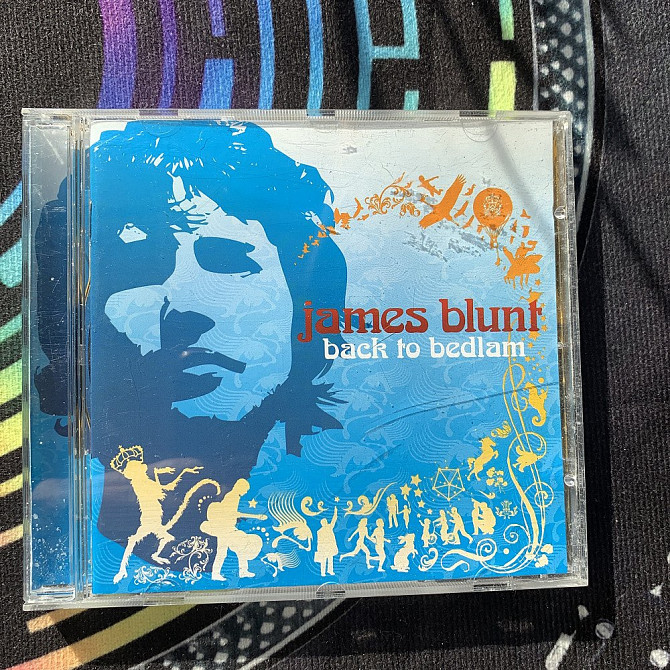 james blunt
back to bedlam